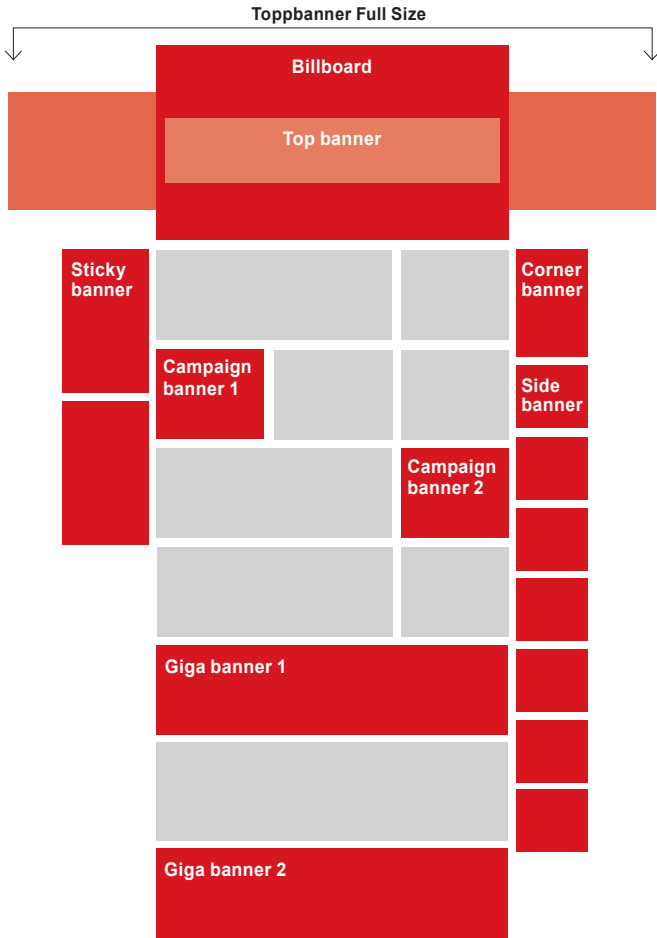 Toppbanner Full Size
Billboard
Top banner
Sticky
banner
Corner
banner
Campaign
banner 1
Side
banner
Campaign
banner 2
Giga banner 1
Giga banner 2